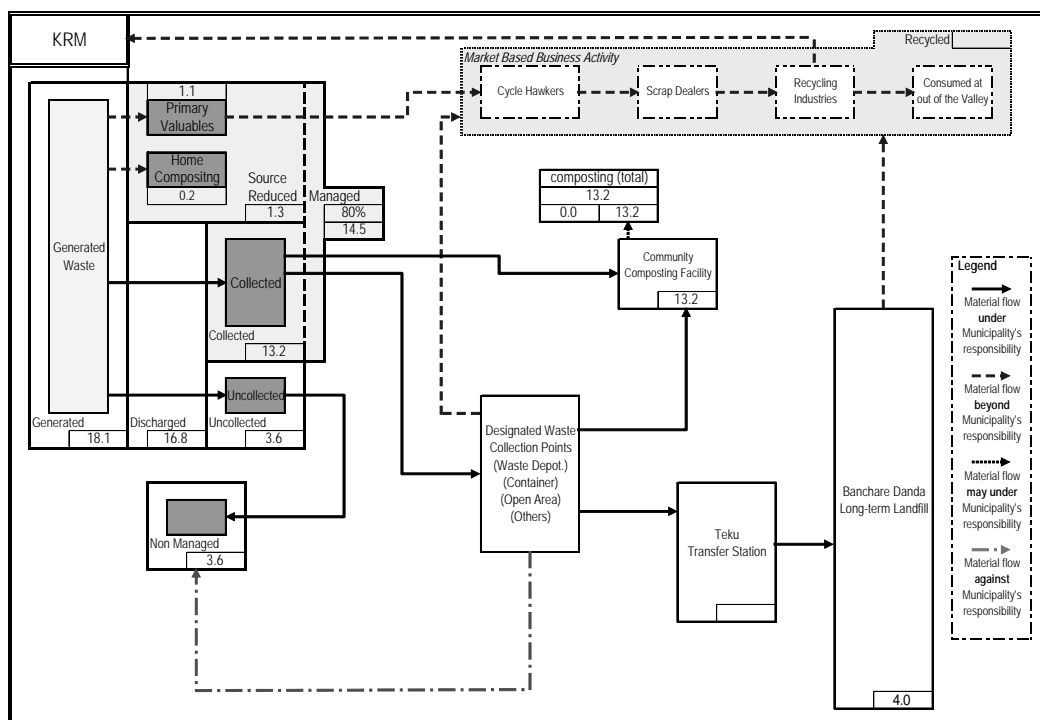 KRM
Recycled
Market Based Business Activity
Cycle Hawkers
Scrap Dealers
Recycling
Industries
Consumed at
out of the Valley
1.1
Primary
Valuables
Home
Compositng
0.2
Source
Reduced
1.3
Managed
80%
14.5
composting (total)
13.2
0.0
13.2
Generated
Waste
Collected
Collected
13.2
Community
Composting Facility
13.2
Uncollected
Generated
18.1
Discharged
16.8
Uncollected
3.6
Designated Waste
Collection Points
(Waste Depot.)
(Container)
(Open Area)
(Others)
Non Managed
3.6
Teku
Transfer Station
Banchare Danda
Long-term Landfill
4.0
Legend
Material flow
under
Municipality's
responsibility
Material flow
beyond
Municipality's
responsibility
Material flow
may under
Municipality's
responsibility
Material flow
against
Municipality's
responsibility